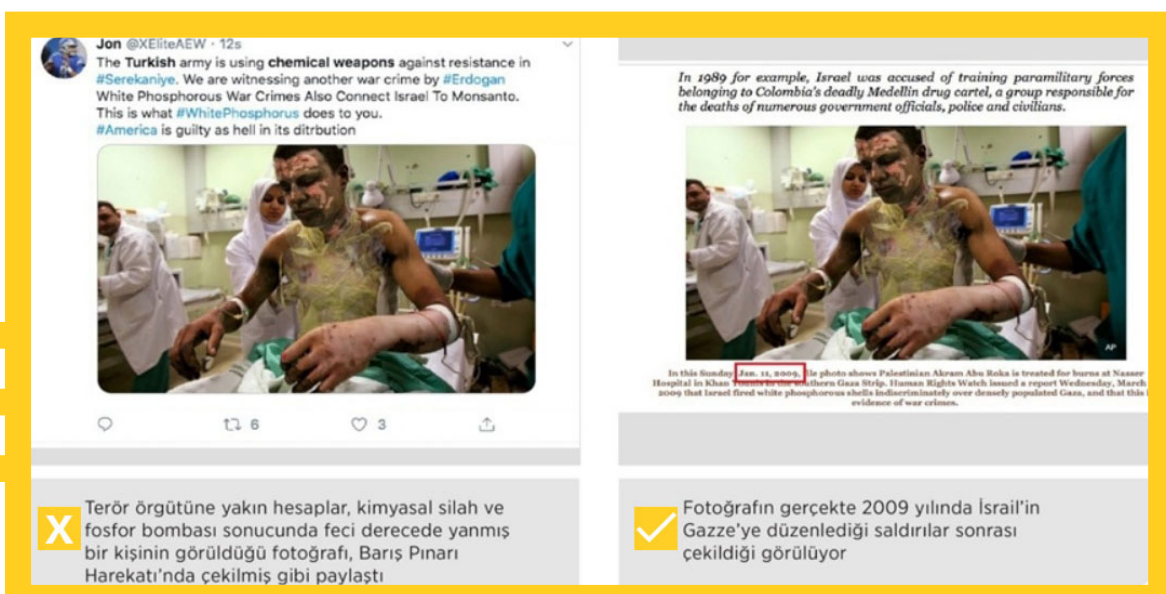 Jon @XEliteAEW · 12s
The Turkish army is using chemical weapons against resistance in
#Serekaniye. We are witnessing another war crime by #Erdogan
White Phosphorous War Crimes Also Connect Israel To Monsanto.
This is what #WhitePhosphorus does to you.
#America is guilty as hell in its ditrbution
6
3
X
Terör örgütüne yakın hesaplar, kimyasal silah ve
fosfor bombası sonucunda feci derecede yanmış
bir kişinin görüldüğü fotoğrafı, Barış Pınarı
Harekatı'nda çekilmiş gibi paylaştı
In 1989 for example, Israel was accused of training paramilitary forces
belonging to Colombia's deadly Medellin drug cartel, a group responsible for
the deaths of numerous government officials, police and civilians.
AP
In this Sunday Jan. 11, 2009, file photo shows Palestinian Akram Abu Roka is treated for burns at Nasser
Hospital in Khan Younis in the southern Gaza Strip. Human Rights Watch issued a report Wednesday, March
2009 that Israel fired white phosphorous shells indiscriminately over densely populated Gaza, and that this i
evidence of war crimes.
Fotoğrafın gerçekte 2009 yılında İsrail'in
Gazze'ye düzenlediği saldırılar sonrası
çekildiği görülüyor